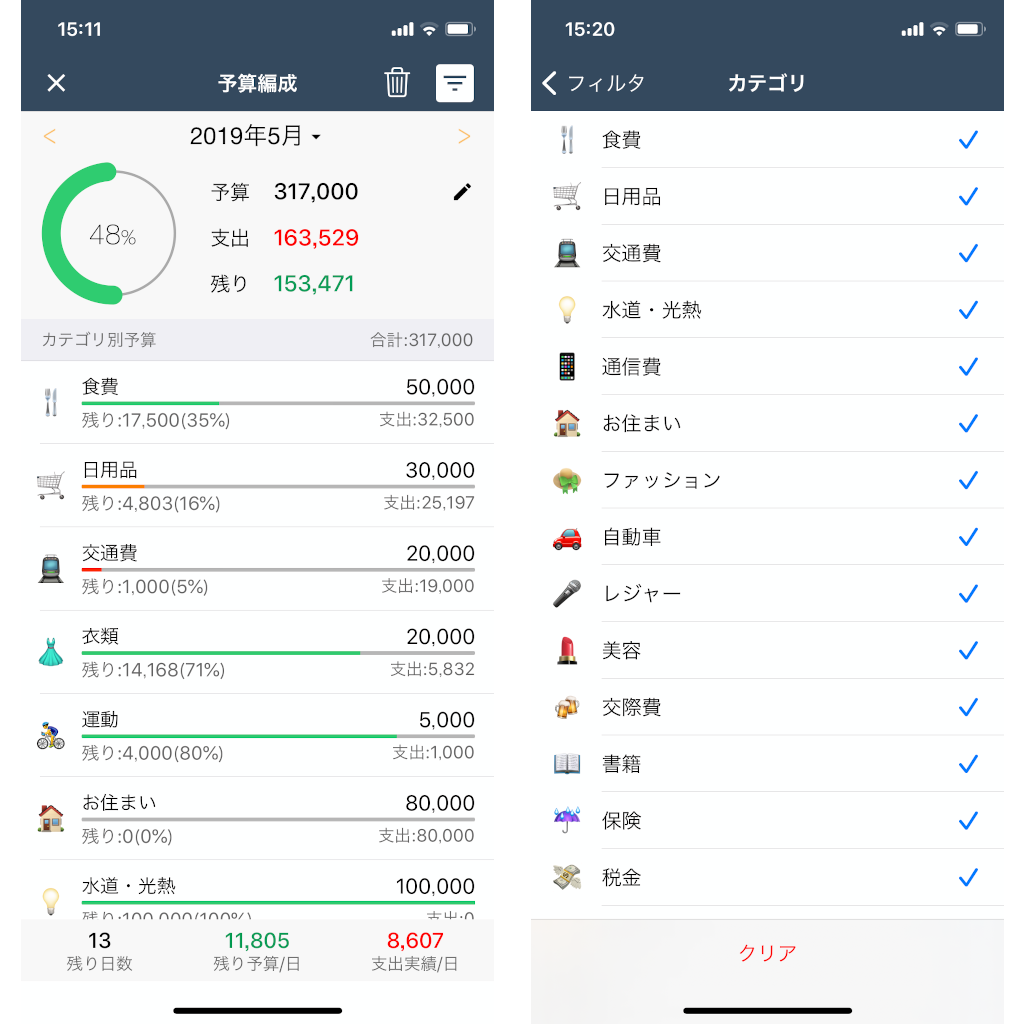 15:11
予算編成
2019年5月
48%
予算 317,000
支出 163,529
残り 153,471
カテゴリ別予算 合計:317,000
食費 50,000
残り:17,500(35%) 支出:32,500
日用品 30,000
残り:4,803(16%) 支出:25,197
交通費 20,000
残り:1,000(5%) 支出:19,000
衣類 20,000
残り:14,168(71%) 支出:5,832
運動 5,000
残り:4,000(80%) 支出:1,000
お住まい 80,000
残り:0(0%) 支出:80,000
水道・光熱 100,000
残り:100,000(100%) 支出:0
13 11,805 8,607
残り日数 残り予算/日 支出実績/日
15:20
フィルタ カテゴリ
食費
日用品
交通費
水道・光熱
通信費
お住まい
ファッション
自動車
レジャー
美容
交際費
書籍
保険
税金
クリア